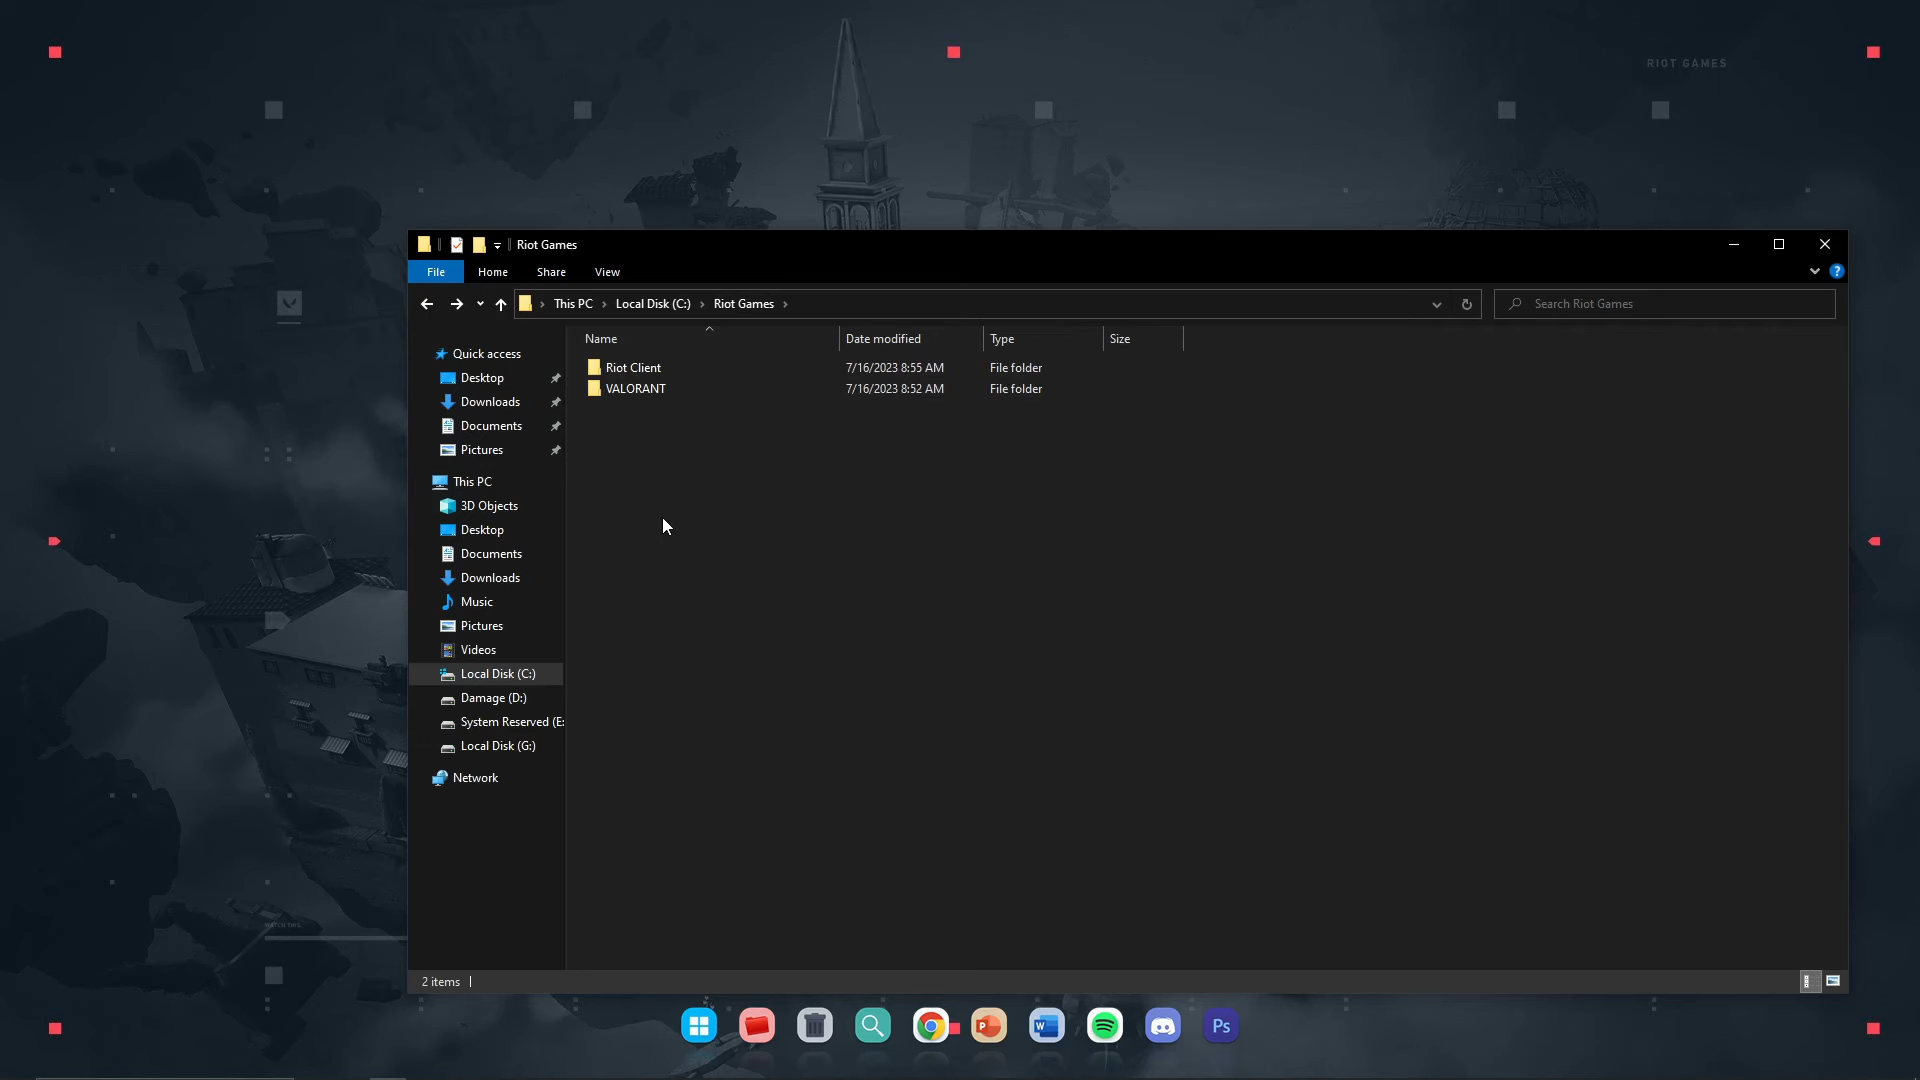 RIOT GAMES
Riot Games
File Home Share View
This PC Local Disk (C:) Riot Games
Search Riot Games
Name Date modified Type Size
Riot Client 7/16/2023 8:55 AM File folder
VALORANT 7/16/2023 8:52 AM File folder
Quick access
Desktop
Downloads
Documents
Pictures
This PC
3D Objects
Desktop
Documents
Downloads
Music
Pictures
Videos
Local Disk (C:)
Damage (D:)
System Reserved (E:
Local Disk (G:)
Network
2 items
P W Ps